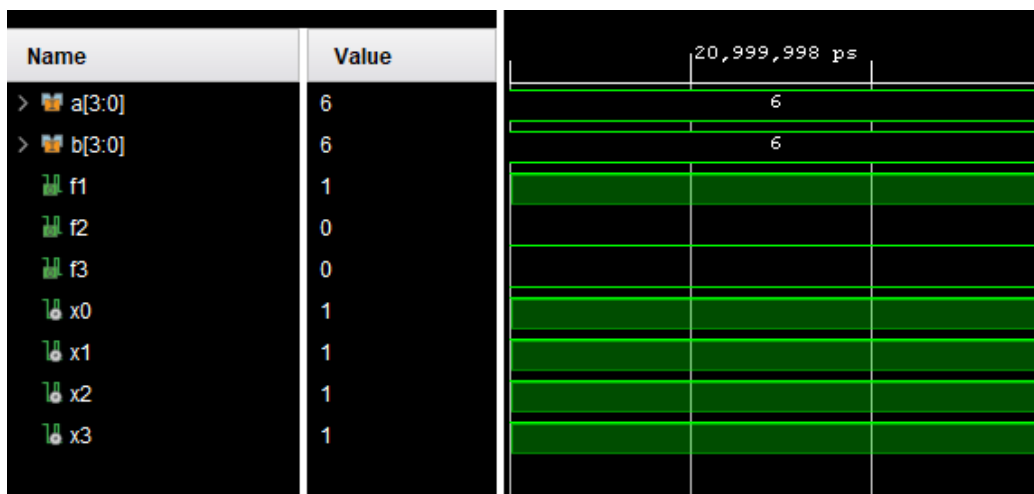 Name Value
20,999,998 ps
a[3:0] 6 6
b[3:0] 6 6
f1 1
f2 0
f3 0
x0 1
x1 1
x2 1
x3 1